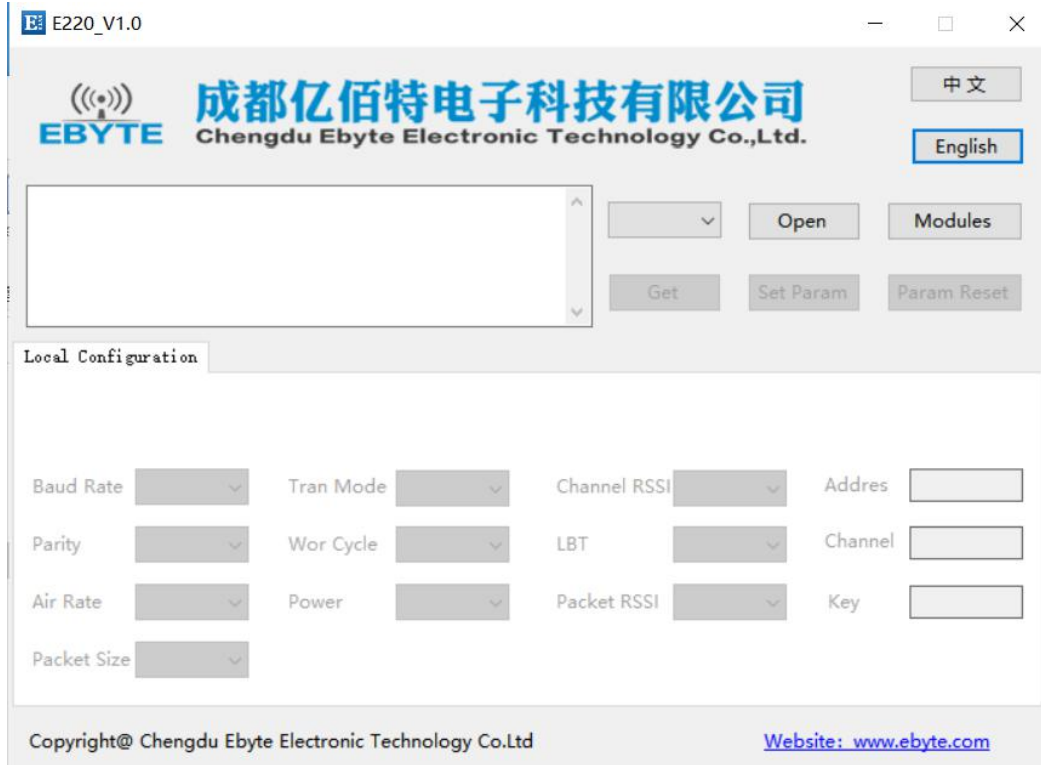 E220_V1.0
EBYTE
成都亿佰特电子科技有限公司
Chengdu Ebyte Electronic Technology Co.,Ltd.
中文
English
Open
Modules
Get
Set Param
Param Reset
Local Configuration
Baud Rate
Tran Mode
Channel RSSI
Addres
Parity
Wor Cycle
LBT
Channel
Air Rate
Power
Packet RSSI
Key
Packet Size
Copyright@ Chengdu Ebyte Electronic Technology Co.Ltd
Website: www.ebyte.com